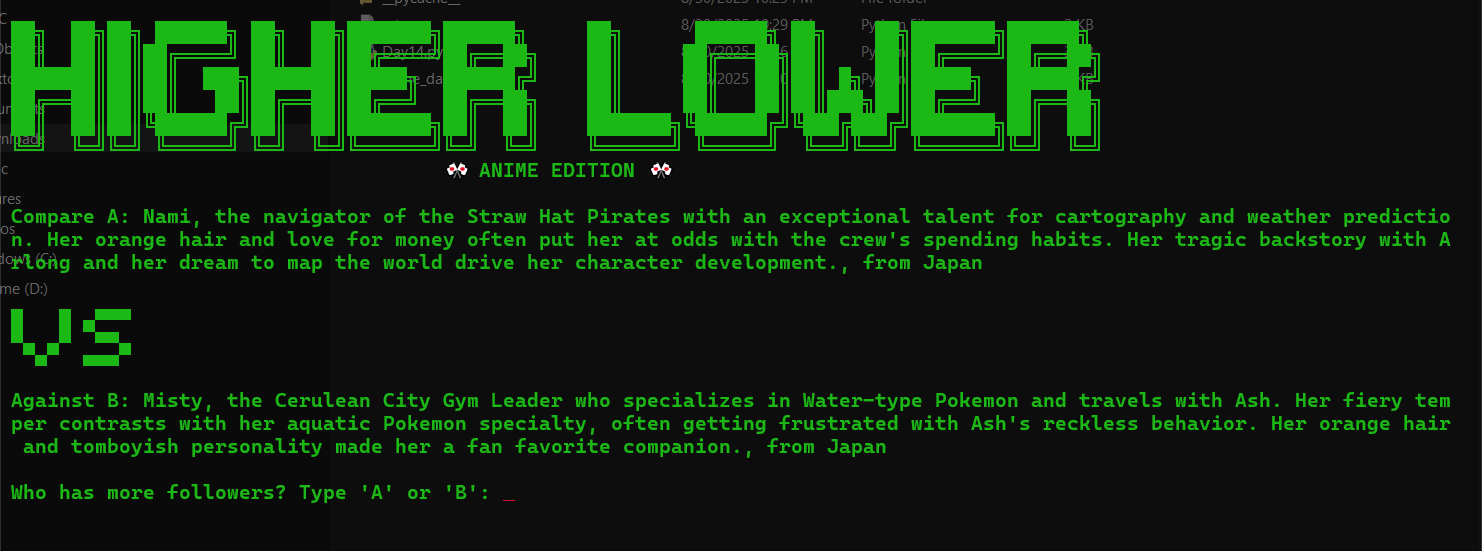 HIGHER LOWER
🎌 ANIME EDITION 🎌
Compare A: Nami, the navigator of the Straw Hat Pirates with an exceptional talent for cartography and weather predictio
n. Her orange hair and love for money often put her at odds with the crew's spending habits. Her tragic backstory with A
rlong and her dream to map the world drive her character development., from Japan
me (D:)
VS
Against B: Misty, the Cerulean City Gym Leader who specializes in Water-type Pokemon and travels with Ash. Her fiery tem
per contrasts with her aquatic Pokemon specialty, often getting frustrated with Ash's reckless behavior. Her orange hair
and tomboyish personality made her a fan favorite companion., from Japan
Who has more followers? Type 'A' or 'B': _